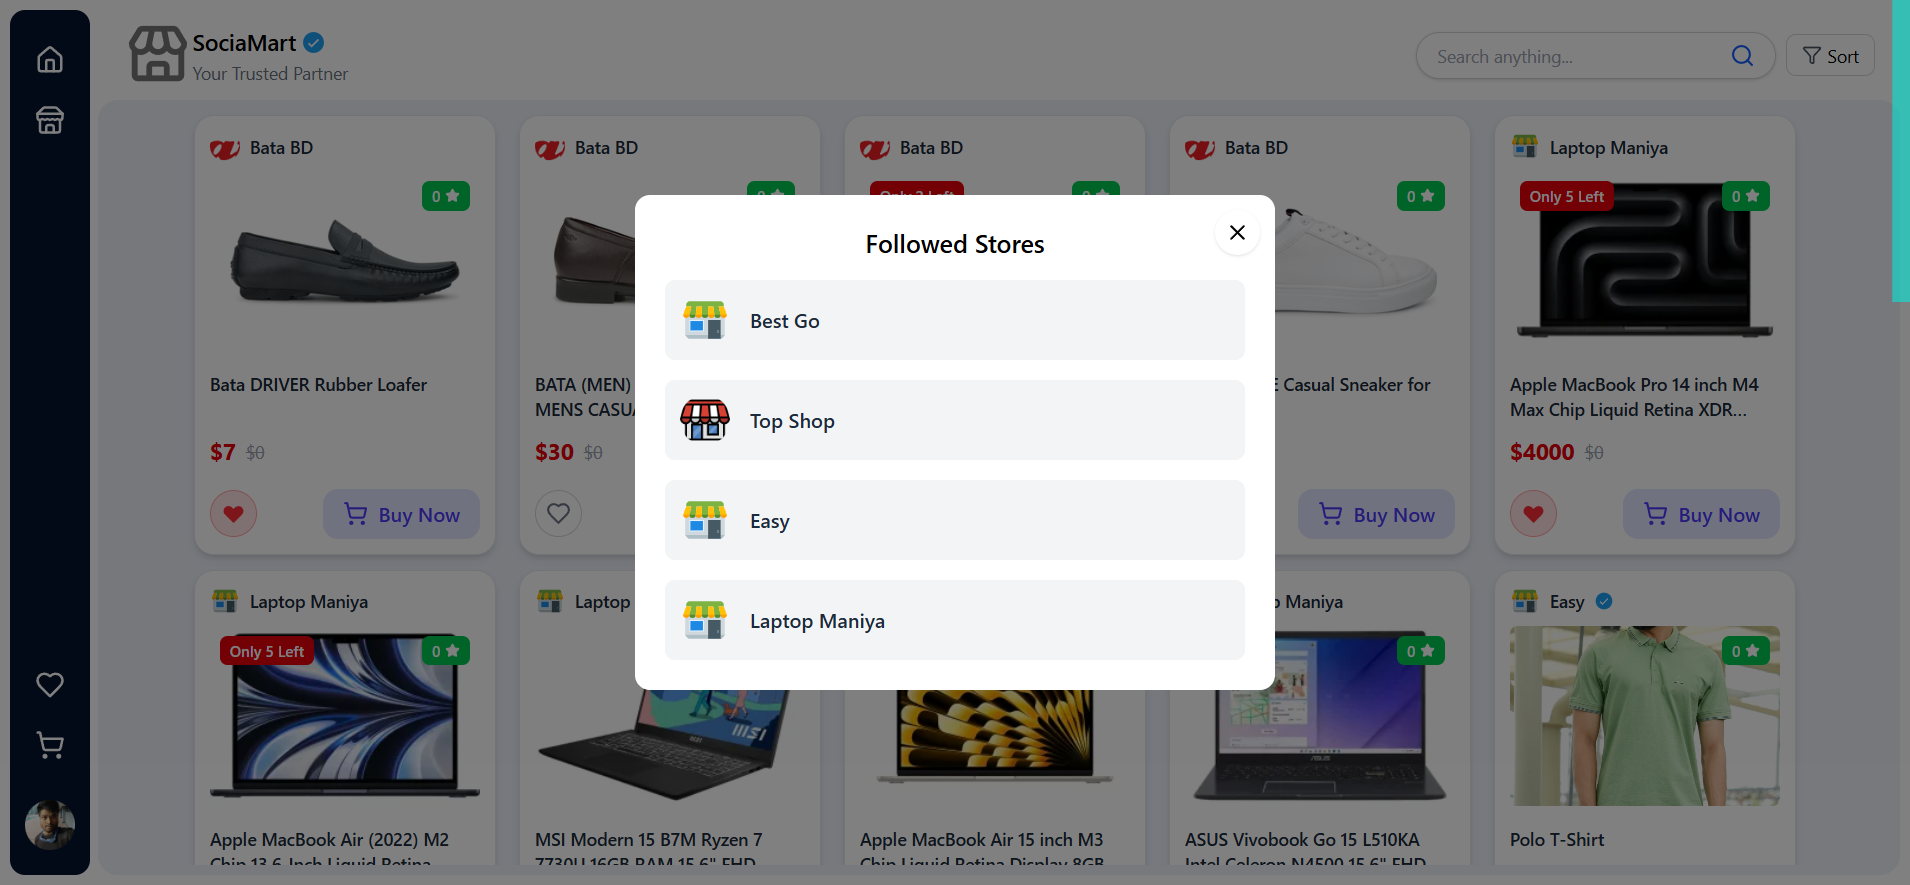 SociaMart
Your Trusted Partner
Search anything...
Sort
Bata BD
0
Bata DRIVER Rubber Loafer
$7 $0
Buy Now
Bata BD
BATA (MEN)
MENS
$30 $0
Bata BD
Bata BD
0
Casual Sneaker for
Buy Now
Laptop Maniya
Only 5 Left
0
Apple MacBook Pro 14 inch M4
Max Chip Liquid Retina XDR...
$4000 $0
Buy Now
Followed Stores
Best Go
Top Shop
Easy
Laptop Maniya
Laptop Maniya
Only 5 Left
0
Apple MacBook Air (2022) M2
Chip 13.6-Inch Liquid Retina
Laptop
msi
MSI Modern 15 B7M Ryzen 7
7730U 16GB RAM 15.6" FHD
Apple MacBook Air 15 inch M3
Chip Liquid Retina Display 8GB
Maniya
0
ASUS
ASUS Vivobook Go 15 L510KA
Intel Celeron N4500 15.6" FHD
Easy
0
Polo T-Shirt